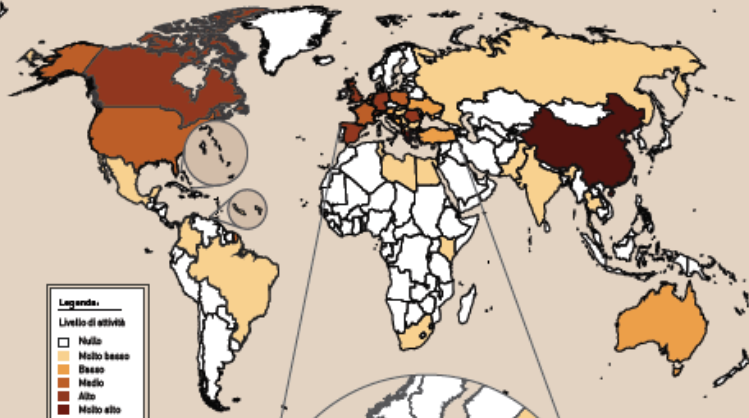 Legenda:
Livello di attività
Nullo
Molto basso
Basso
Medio
Alto
Molto alto